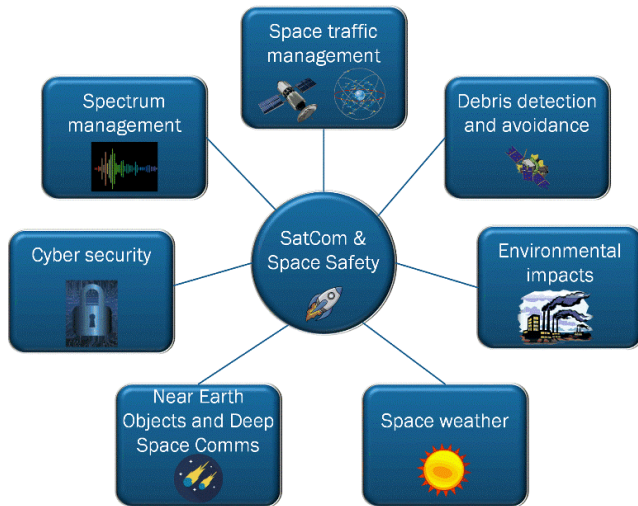 Space traffic
management
Spectrum
management
Debris detection
and avoidance
SatCom &
Space Safety
Cyber security
Environmental
impacts
Near Earth
Objects and Deep
Space Comms
Space weather